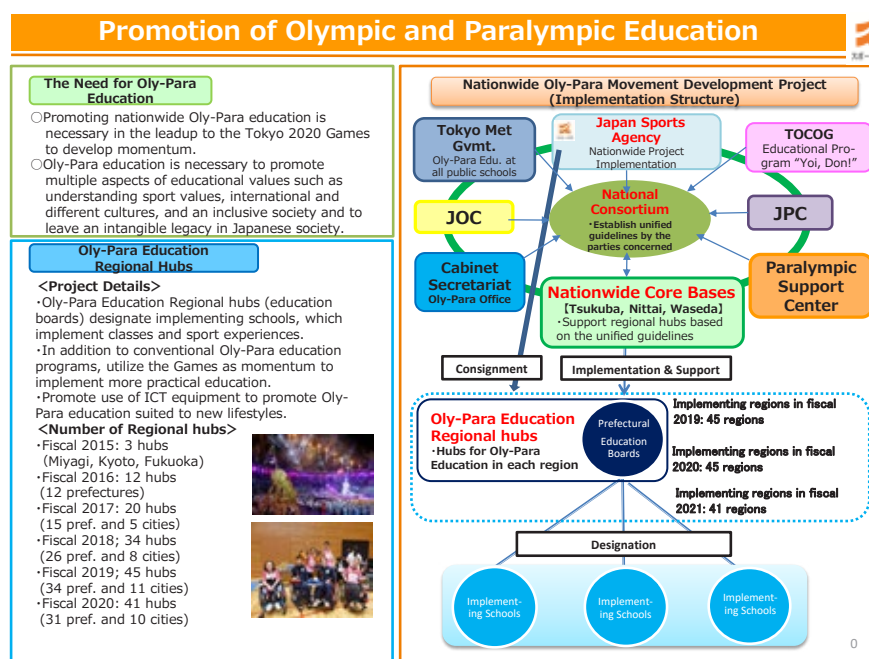 Promotion of Olympic and Paralympic Education
The Need for Oly-Para
Education
○Promoting nationwide Oly-Para education is
necessary in the leadup to the Tokyo 2020 Games
to develop momentum.
○Oly-Para education is necessary to promote
multiple aspects of educational values such as
understanding sport values, international and
different cultures, and an inclusive society and to
leave an intangible legacy in Japanese society.
Oly-Para Education
Regional Hubs
＜Project Details＞
・Oly-Para Education Regional hubs (education
boards) designate implementing schools, which
implement classes and sport experiences.
・In addition to conventional Oly-Para education
programs, utilize the Games as momentum to
implement more practical education.
・Promote use of ICT equipment to promote Oly-
Para education suited to new lifestyles.
＜Number of Regional hubs＞
・Fiscal 2015: 3 hubs
(Miyagi, Kyoto, Fukuoka)
・Fiscal 2016: 12 hubs
(12 prefectures)
・Fiscal 2017: 20 hubs
(15 pref. and 5 cities)
・Fiscal 2018; 34 hubs
(26 pref. and 8 cities)
・Fiscal 2019; 45 hubs
(34 pref. and 11 cities)
・Fiscal 2020: 41 hubs
(31 pref. and 10 cities)
Nationwide Oly-Para Movement Development Project
(Implementation Structure)
Tokyo Met
Gvmt.
Oly-Para Edu. at
all public schools
Japan Sports
Agency
Nationwide Project
Implementation
TOCOG
Educational Pro-
gram "Yoi, Don!"
JOC
National
Consortium
・Establish unified
guidelines by the
parties concerned
JPC
Cabinet
Secretariat
Oly-Para Office
Nationwide Core Bases
【Tsukuba, Nittai, Waseda】
・Support regional hubs based
on the unified guidelines
Paralympic
Support
Center
Consignment
Implementation & Support
Oly-Para Education
Regional hubs
・Hubs for Oly-Para
Education in each region
Prefectural
Education
Boards
Implementing regions in fiscal
2019: 45 regions
Implementing regions in fiscal
2020: 45 regions
Implementing regions in fiscal
2021: 41 regions
Designation
Implement-
ing Schools
Implement-
ing Schools
Implement-
ing Schools
0